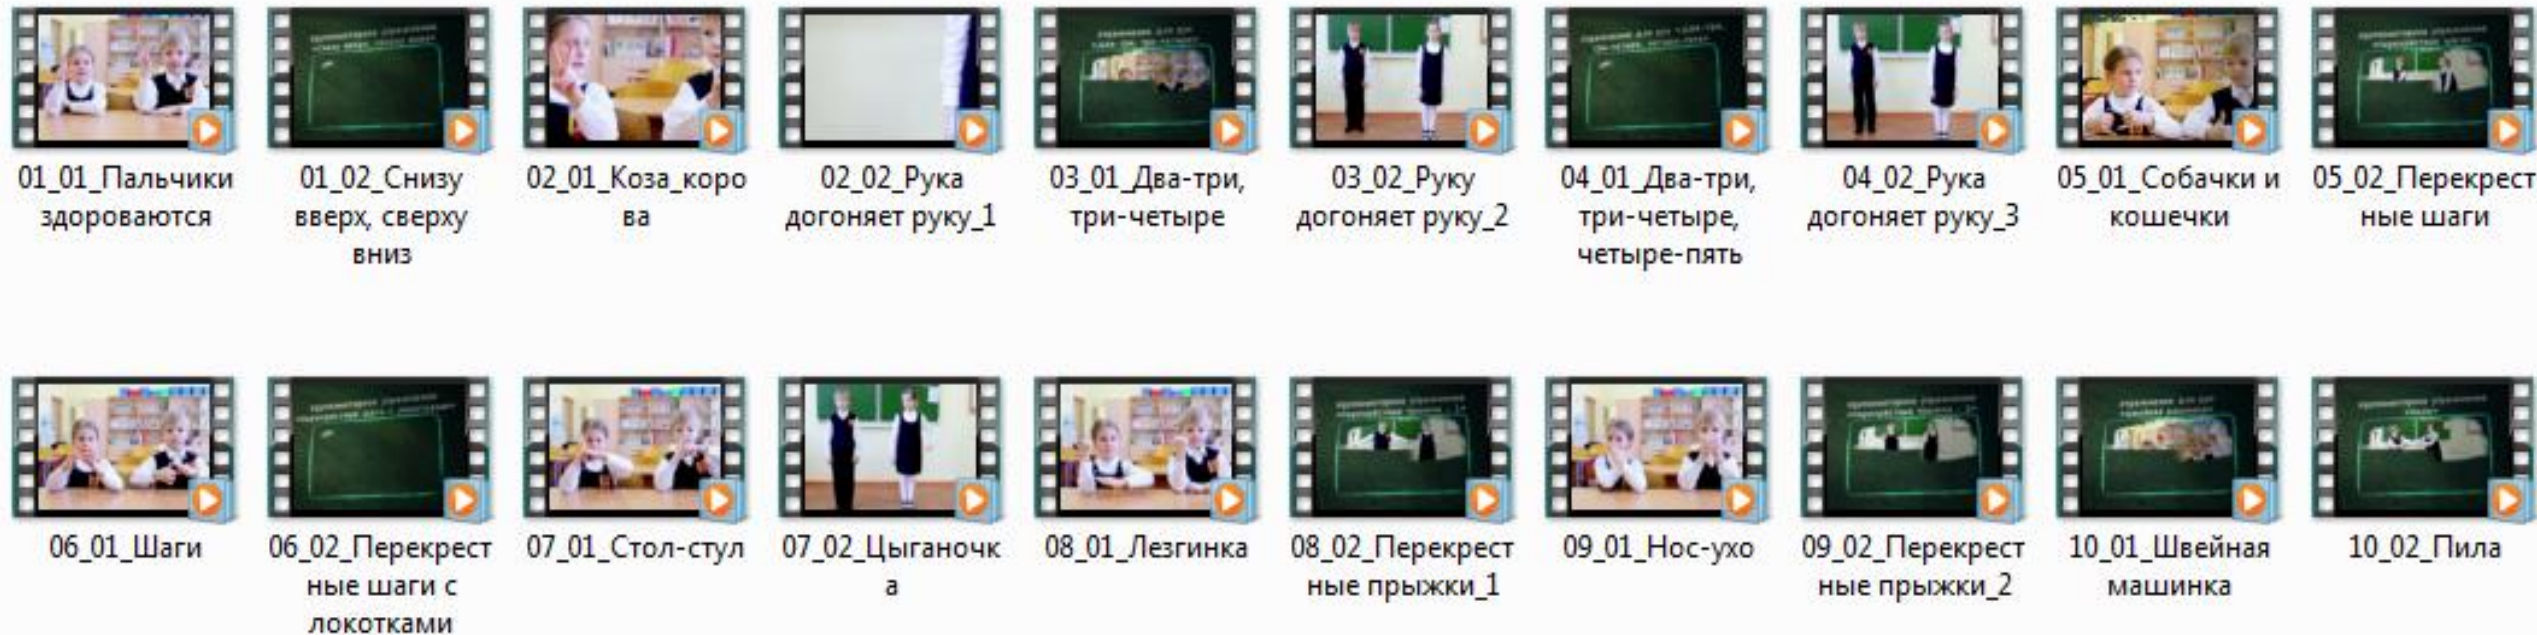 01_01_Пальчики
здороваются
01_02_Снизу
вверх, сверху
вниз
02_01_Коза_коро
ва
02_02_Рука
догоняет руку_1
03_01_Два-три,
три-четыре
03_02_Руку
догоняет руку_2
04_01_Два-три,
три-четыре,
четыре-пять
04_02_Рука
догоняет руку_3
05_01_Собачки и
кошечки
05_02_Перекрест
ные шаги
06_01_Шаги
06_02_Перекрест
ные шаги с
локотками
07_01_Стол-стул
07_02_Цыганочк
а
08_01_Лезгинка
08_02_Перекрест
ные прыжки_1
09_01_Нос-ухо
09_02_Перекрест
ные прыжки_2
10_01_Швейная
машинка
10_02_Пила